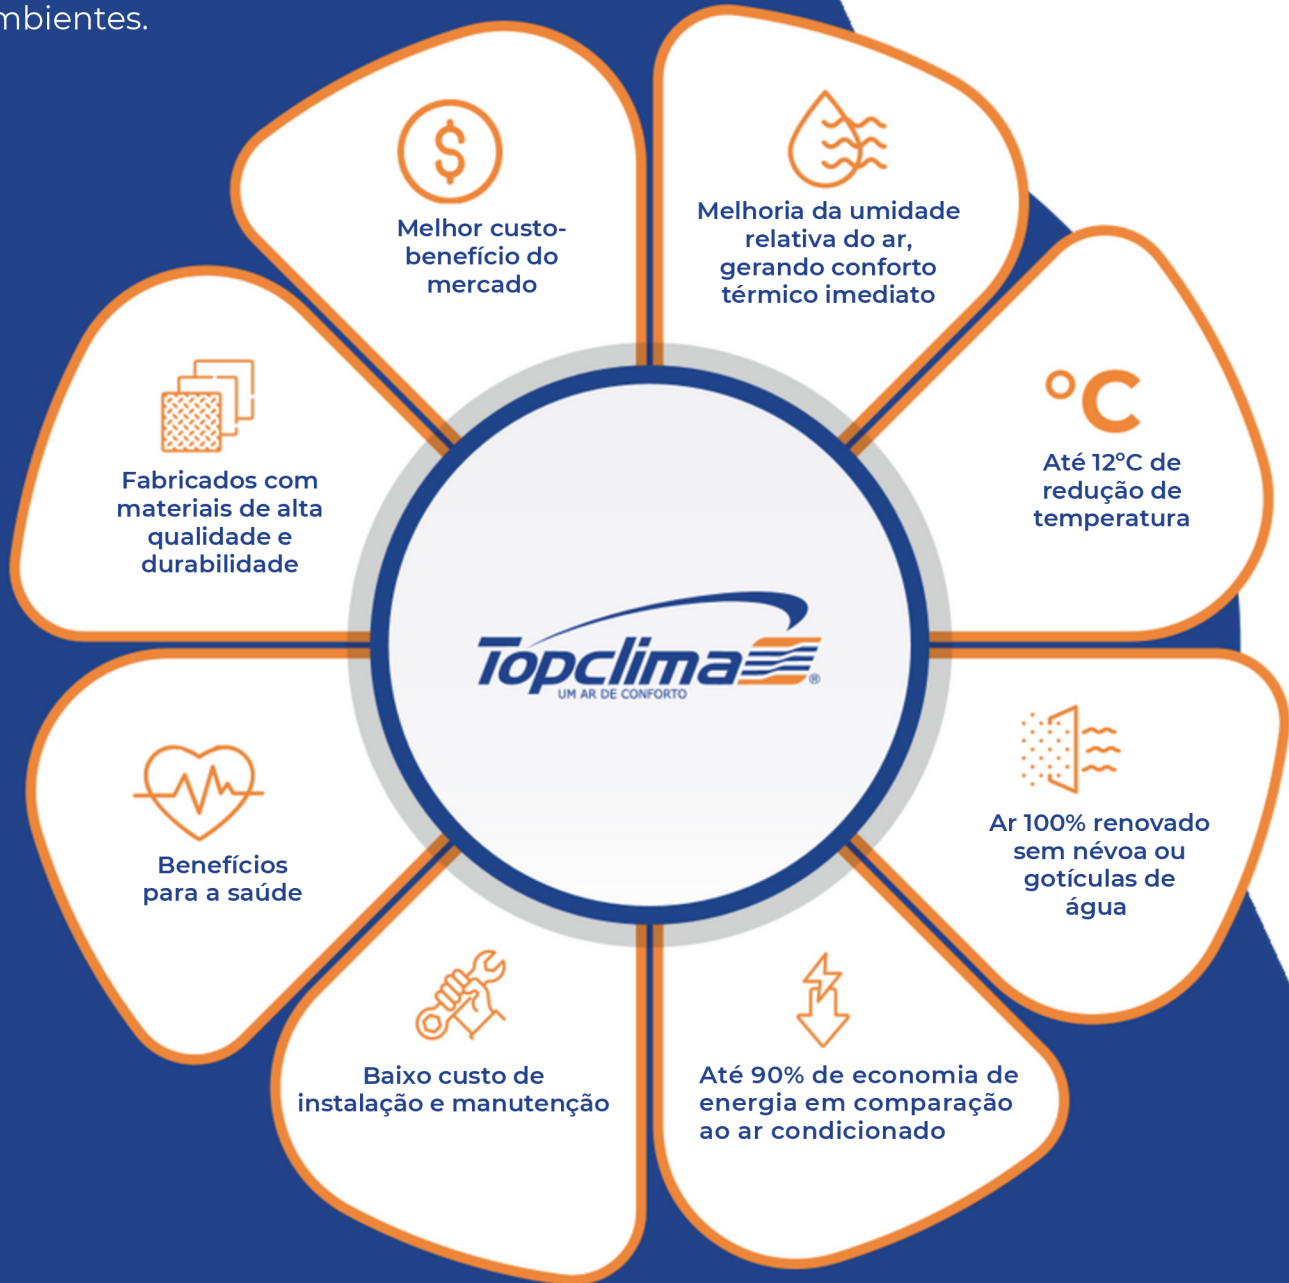 mbientes.
$
Melhor custo-
benefício do
mercado
Melhoria da umidade
relativa do ar,
gerando conforto
térmico imediato
°C
Até 12ºC de
redução de
temperatura
Fabricados com
materiais de alta
qualidade e
durabilidade
Topclima
®
UM AR DE CONFORTO
Ar 100% renovado
sem névoa ou
gotículas de
água
Benefícios
para a saúde
Baixo custo de
instalação e manutenção
Até 90% de economia de
energia em comparação
ao ar condicionado